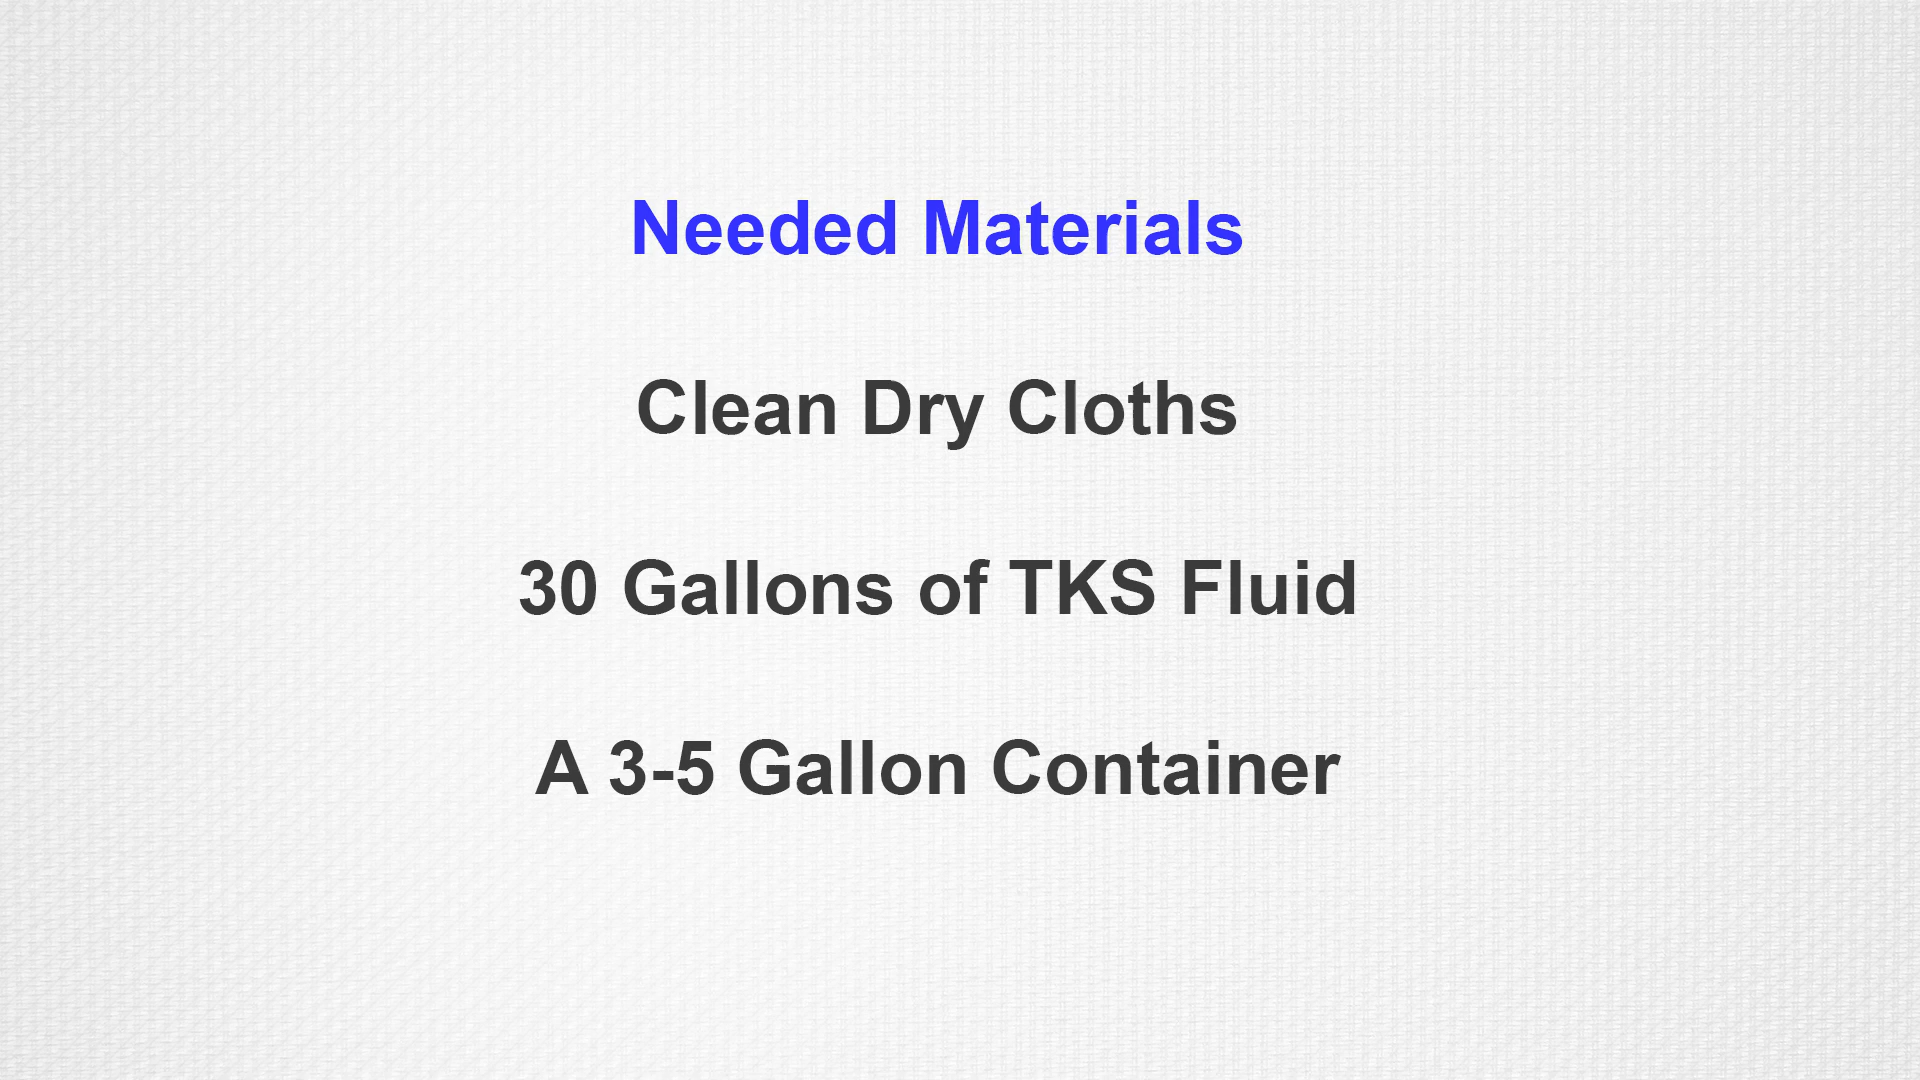 Needed Materials
Clean Dry Cloths
30 Gallons of TKS Fluid
A 3-5 Gallon Container